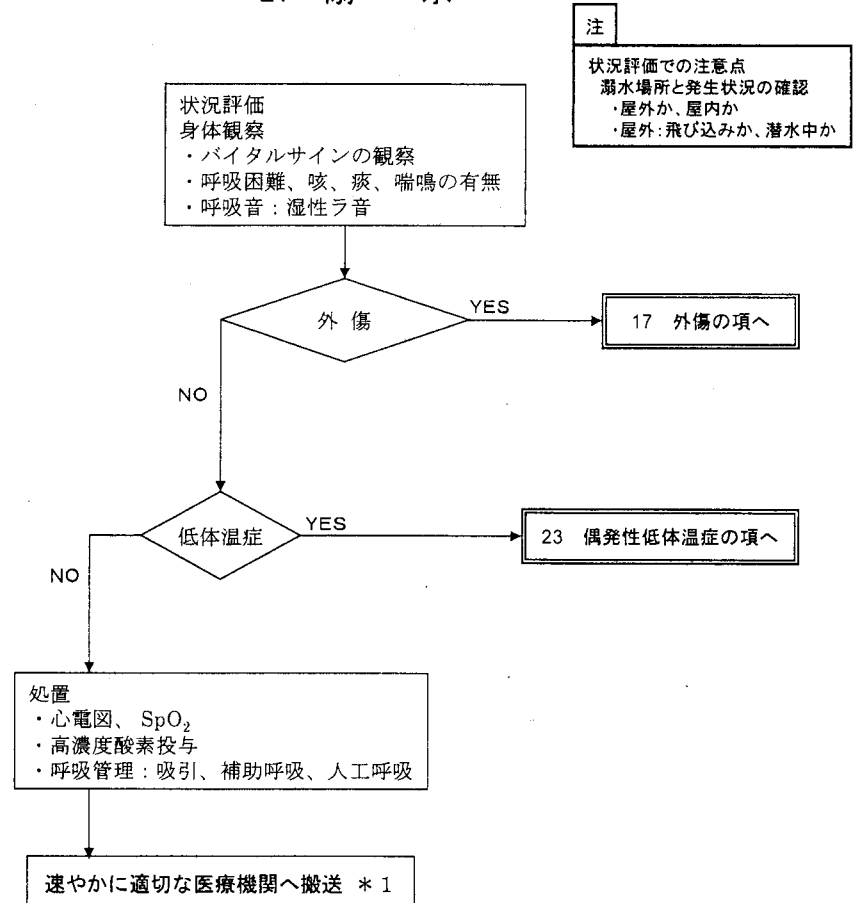 注
状況評価での注意点
溺水場所と発生状況の確認
・屋外か、屋内か
・屋外:飛び込みか、潜水中か
状況評価
身体観察
・バイタルサインの観察
・呼吸困難、咳、痰、喘鳴の有無
・呼吸音：湿性ラ音
外 傷
YES
17 外傷の項へ
NO
低体温症
YES
23 偶発性低体温症の項へ
NO
処置
・心電図、 SpO₂
・高濃度酸素投与
・呼吸管理：吸引、補助呼吸、人工呼吸
速やかに適切な医療機関へ搬送 ＊1